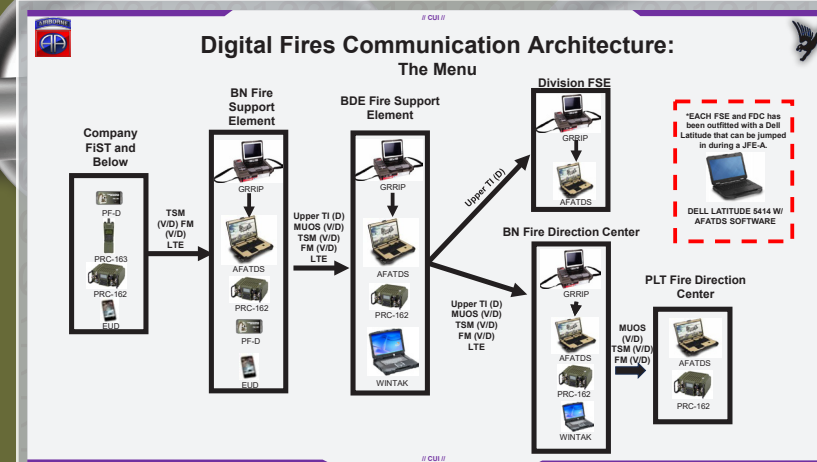 // CUI //
AIRBORNE
AA
Digital Fires Communication Architecture:
The Menu
Company
FiST and
Below
PF-D
PRC-163
PRC-162
EUD
TSM
(V/D) FM
(V/D)
LTE
BN Fire
Support
Element
GRRIP
AFATDS
PRC-162
PF-D
EUD
Upper TI (D)
MUOS (V/D)
TSM (V/D)
FM (V/D)
LTE
BDE Fire Support
Element
GRRIP
AFATDS
PRC-162
WINTAK
Upper TI (D)
Division FSE
GRRIP
AFATDS
Upper TI (D)
MUOS (V/D)
TSM (V/D)
FM (V/D)
LTE
BN Fire Direction Center
GRRIP
AFATDS
PRC-162
WINTAK
MUOS
(V/D)
TSM (V/D)
FM (V/D)
PLT Fire Direction
Center
AFATDS
PRC-162
*EACH FSE and FDC has
been outfitted with a Dell
Latitude that can be jumped
in during a JFE-A.
DELL LATITUDE 5414 W/
AFATDS SOFTWARE
// CUI //